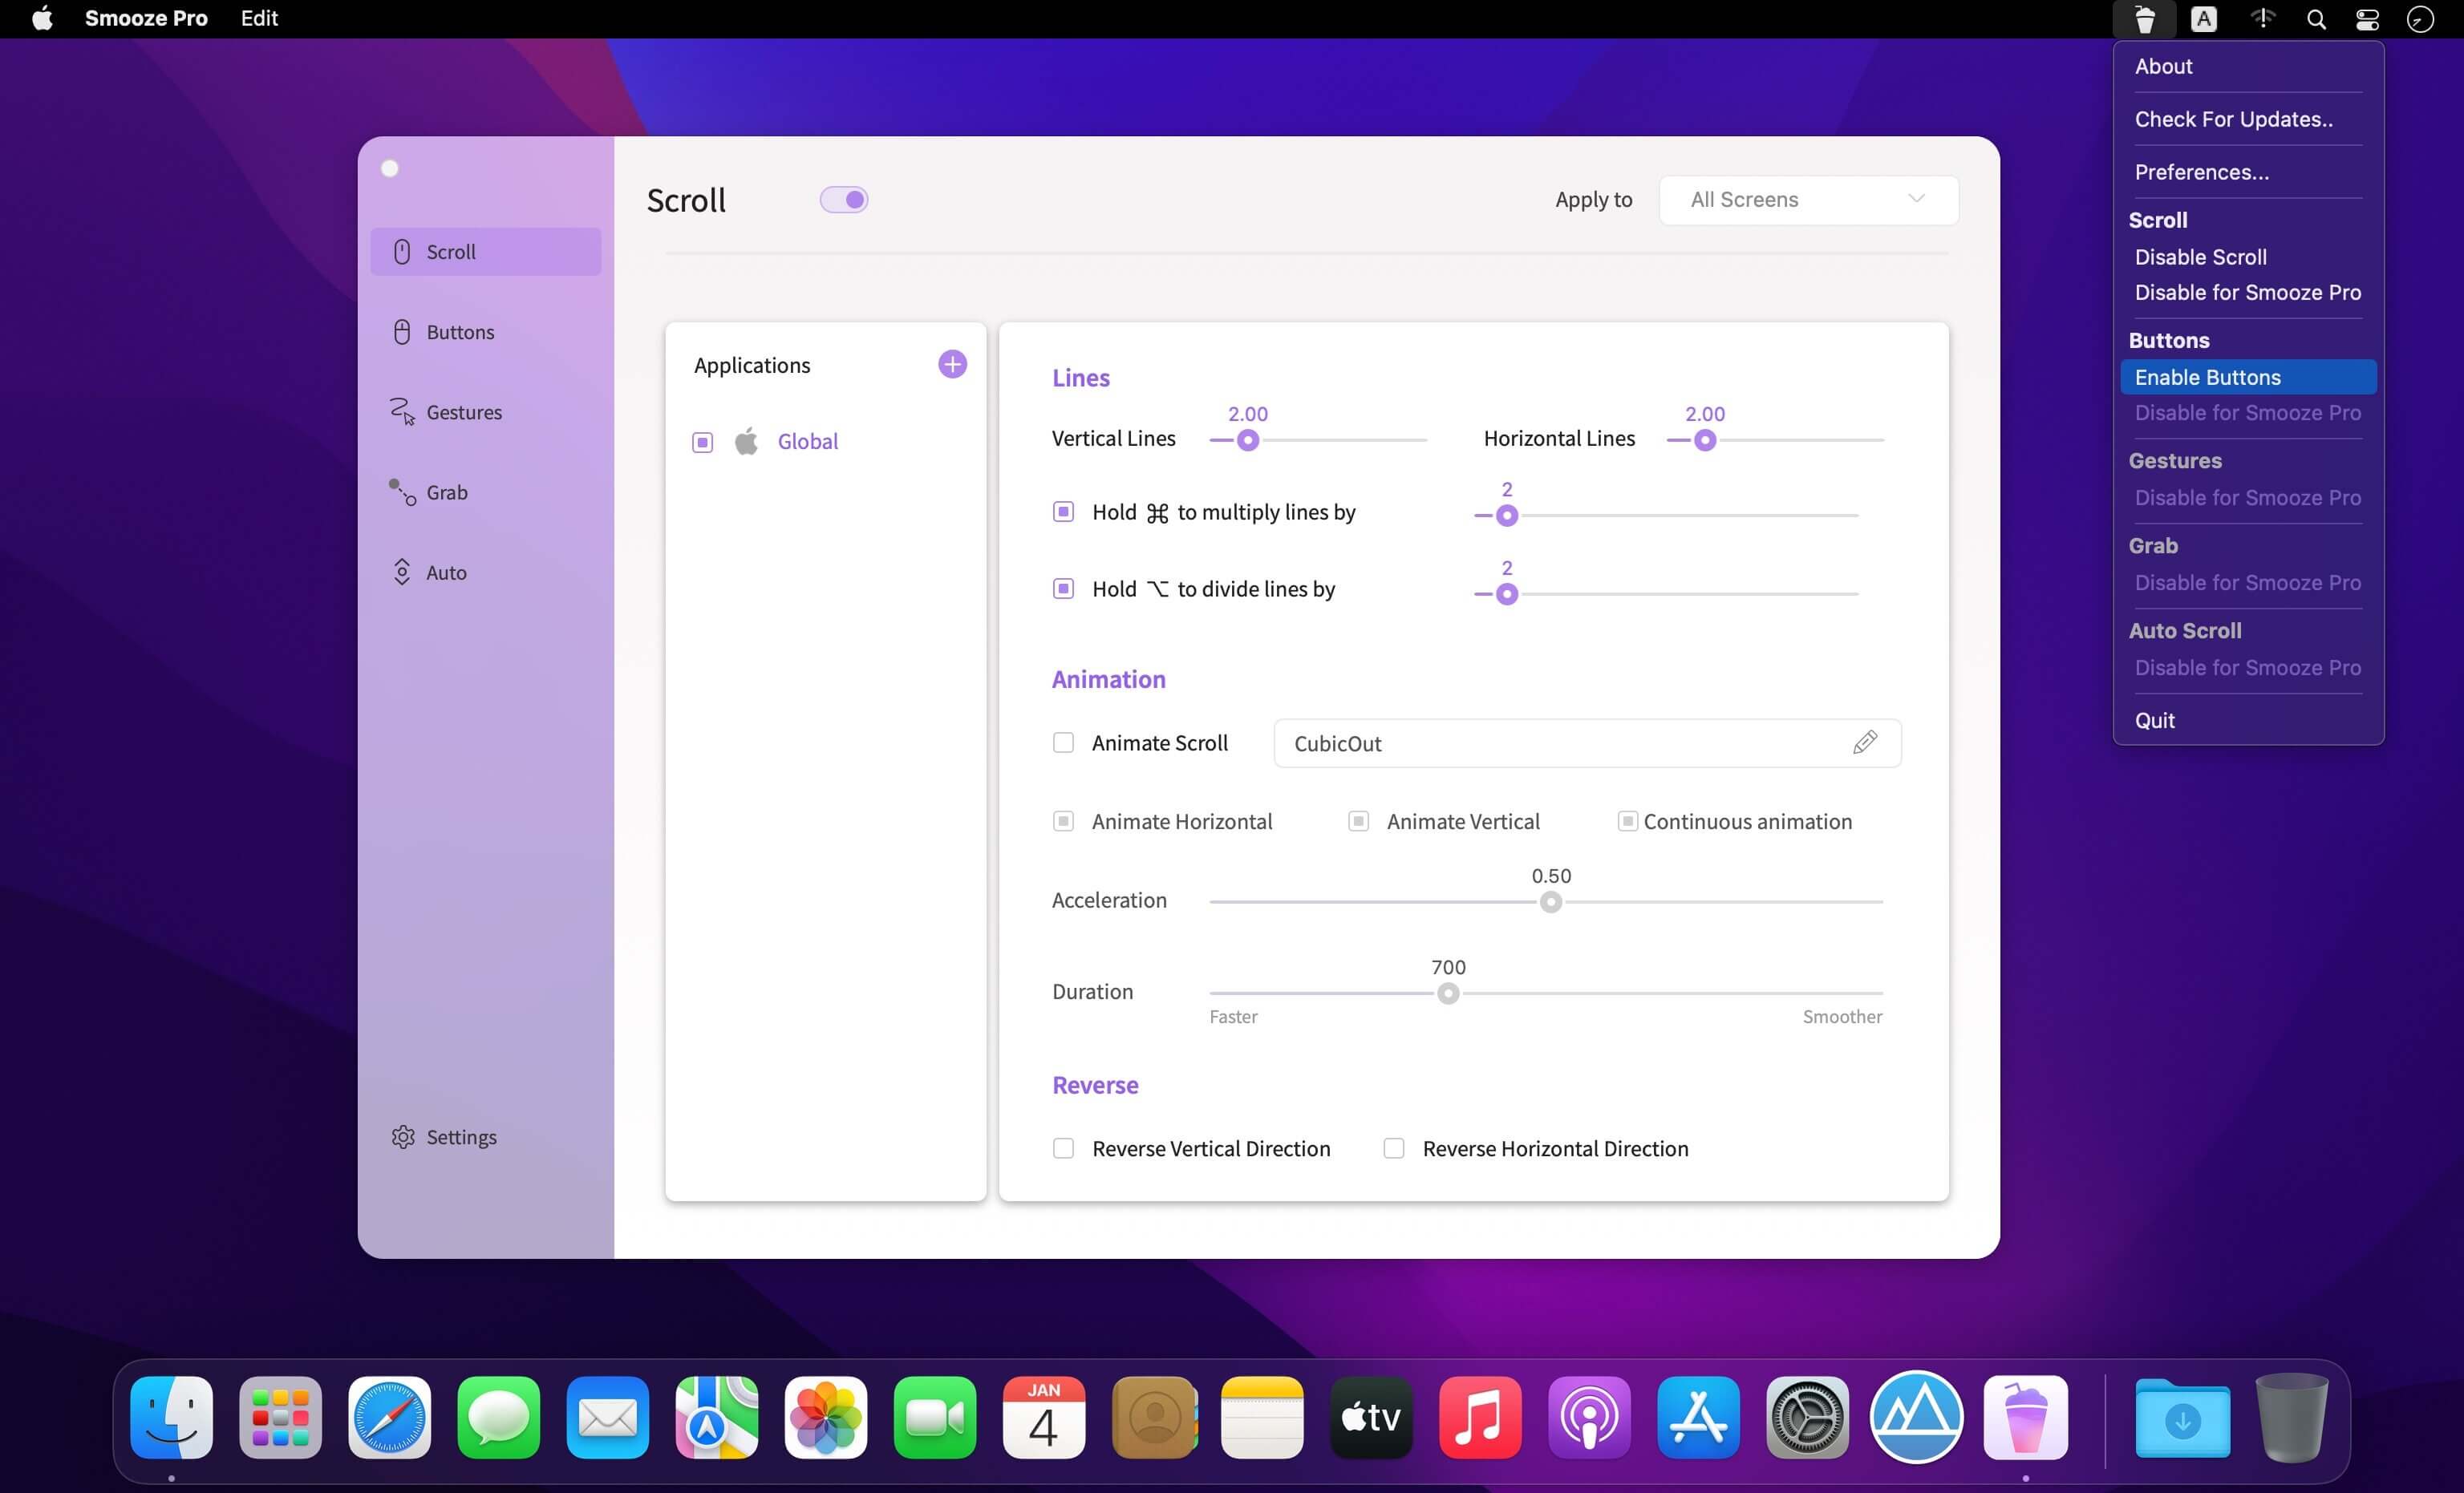 Smooze Pro Edit
A
About
Check For Updates..
Preferences...
Scroll
Disable Scroll
Disable for Smooze Pro
Buttons
Enable Buttons
Disable for Smooze Pro
Gestures
Disable for Smooze Pro
Grab
Disable for Smooze Pro
Auto Scroll
Disable for Smooze Pro
Quit
Scroll
Buttons
Gestures
Grab
Auto
Settings
Scroll
Apply to All Screens
Applications
Global
Lines
2.00
Vertical Lines
2.00
Horizontal Lines
2
Hold ⌘ to multiply lines by
2
Hold ⌥ to divide lines by
Animation
Animate Scroll CubicOut
Animate Horizontal Animate Vertical Continuous animation
0.50
Acceleration
700
Duration
Faster Smoother
Reverse
Reverse Vertical Direction Reverse Horizontal Direction
JAN
4
tv